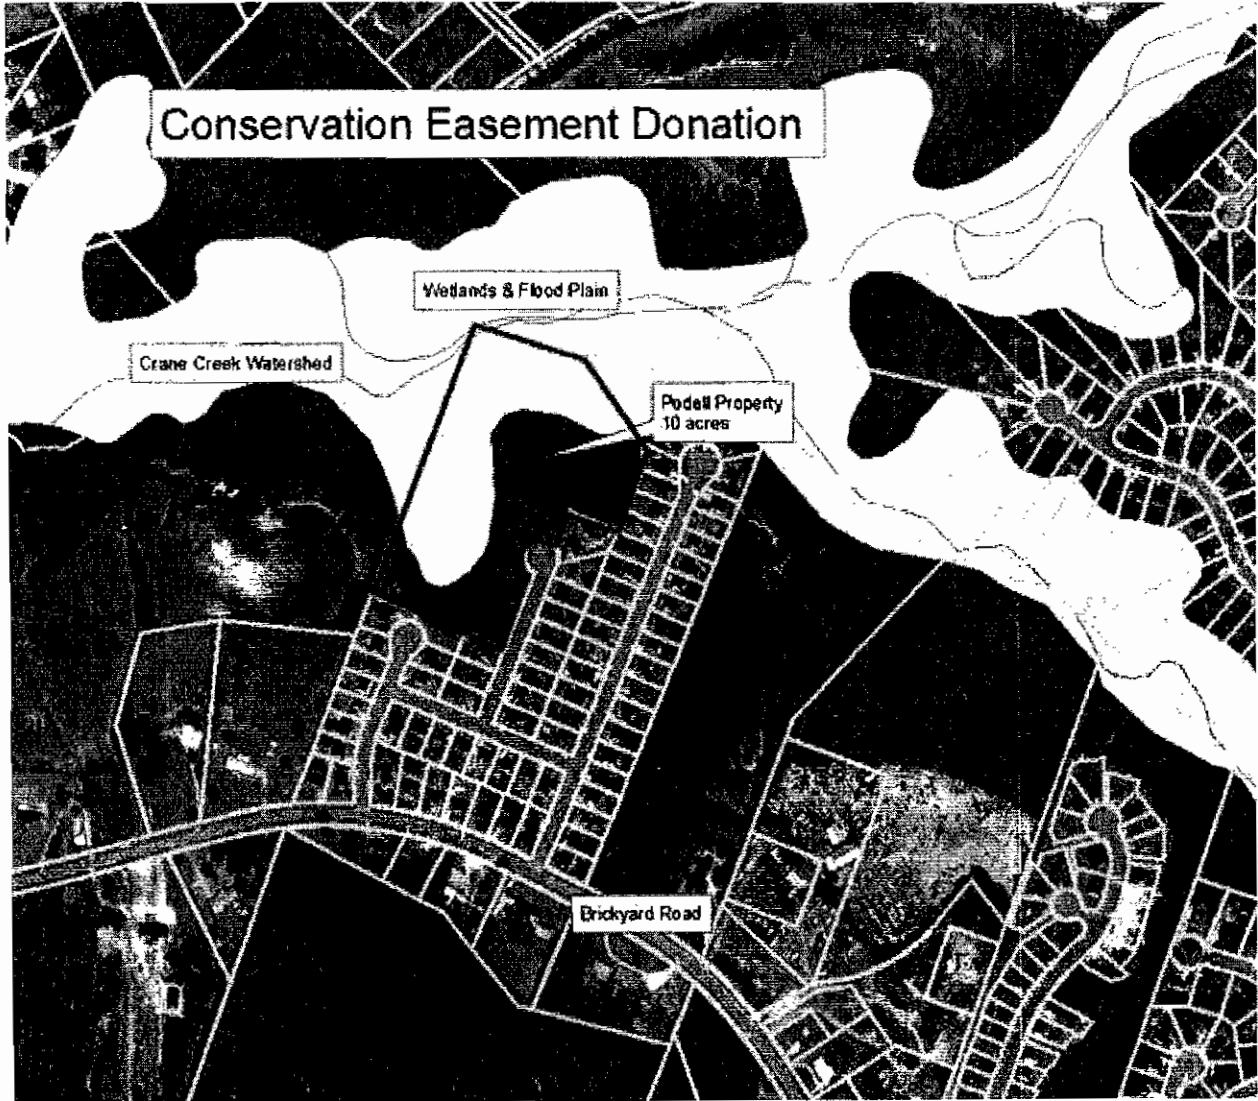 Conservation Easement Donation
Wetlands & Flood Plain
Crane Creek Watershed
Podell Property
10 acres
Brickyard Road